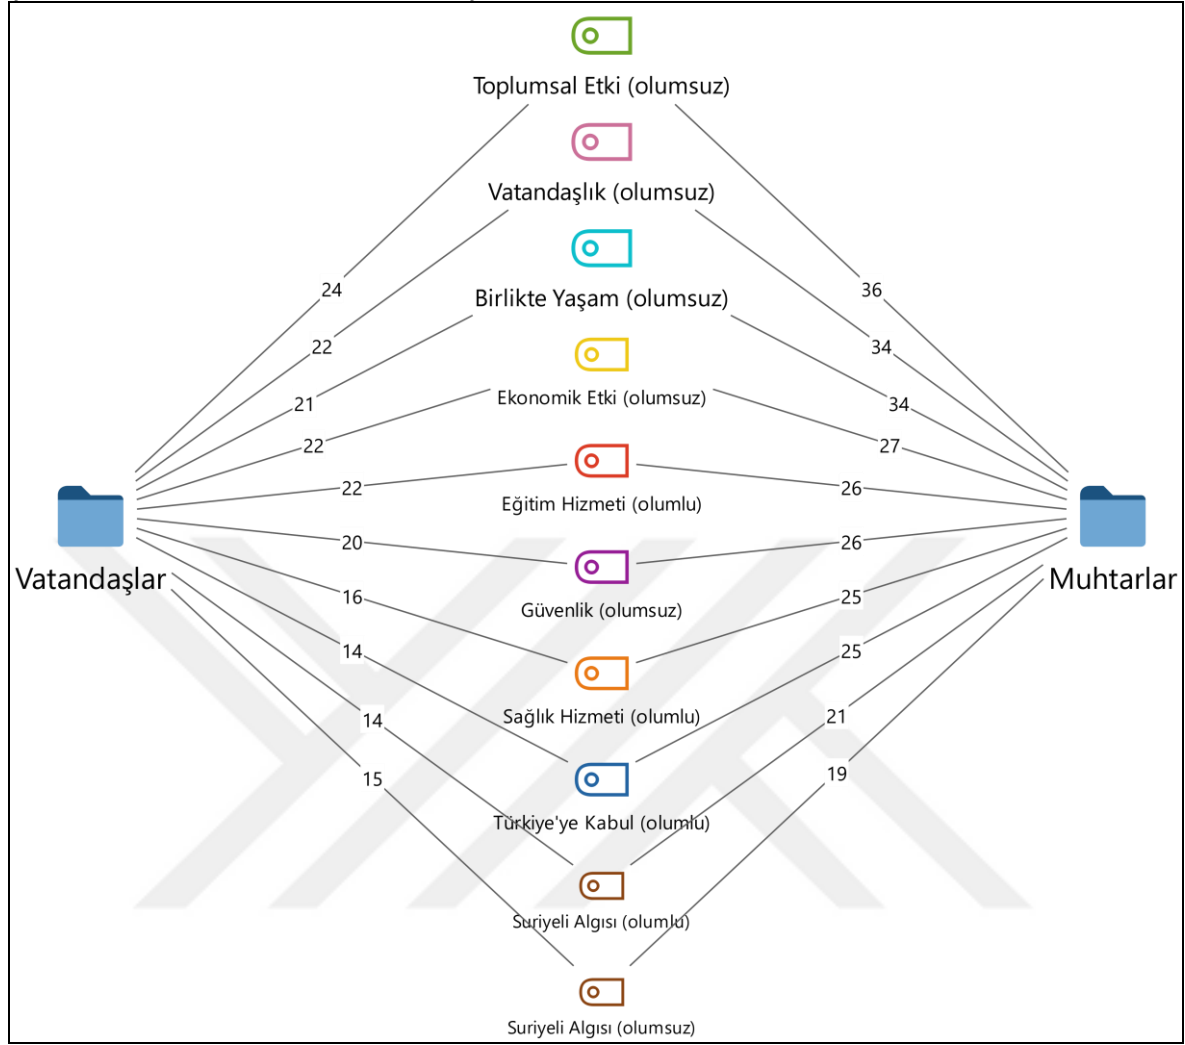 Toplumsal Etki (olumsuz)
Vatandaşlık (olumsuz)
24
36
Birlikte Yaşam (olumsuz)
22
34
Ekonomik Etki (olumsuz)
21
34
22
27
22
26
Eğitim Hizmeti (olumlu)
20
26
Vatandaşlar
Muhtarlar
16
25
Güvenlik (olumsuz)
14
25
Sağlık Hizmeti (olumlu)
14
21
15
19
Türkiye'ye Kabul (olumlu)
Suriyeli Algısı (olumlu)
Suriyeli Algısı (olumsuz)